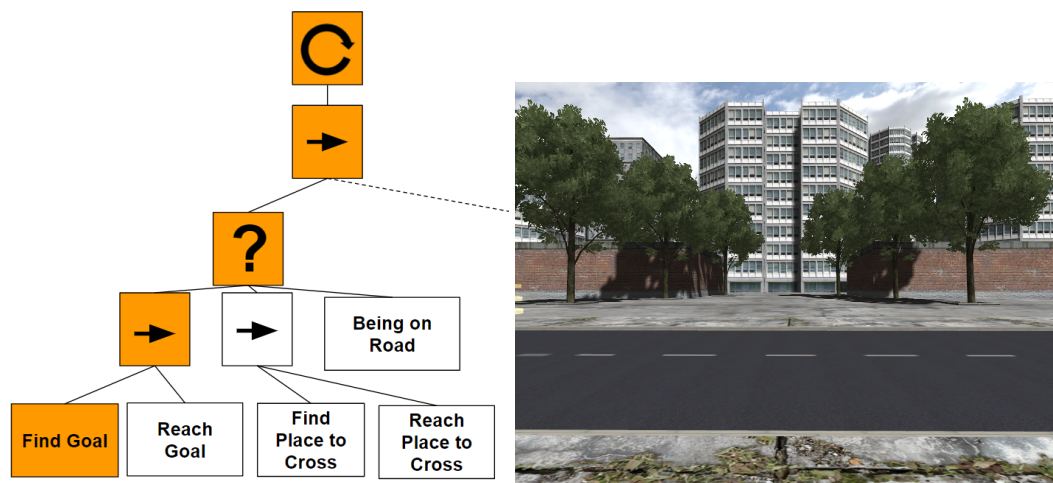 ?
Being on
Road
Find Goal
Reach
Goal
Find
Place to
Cross
Reach
Place to
Cross